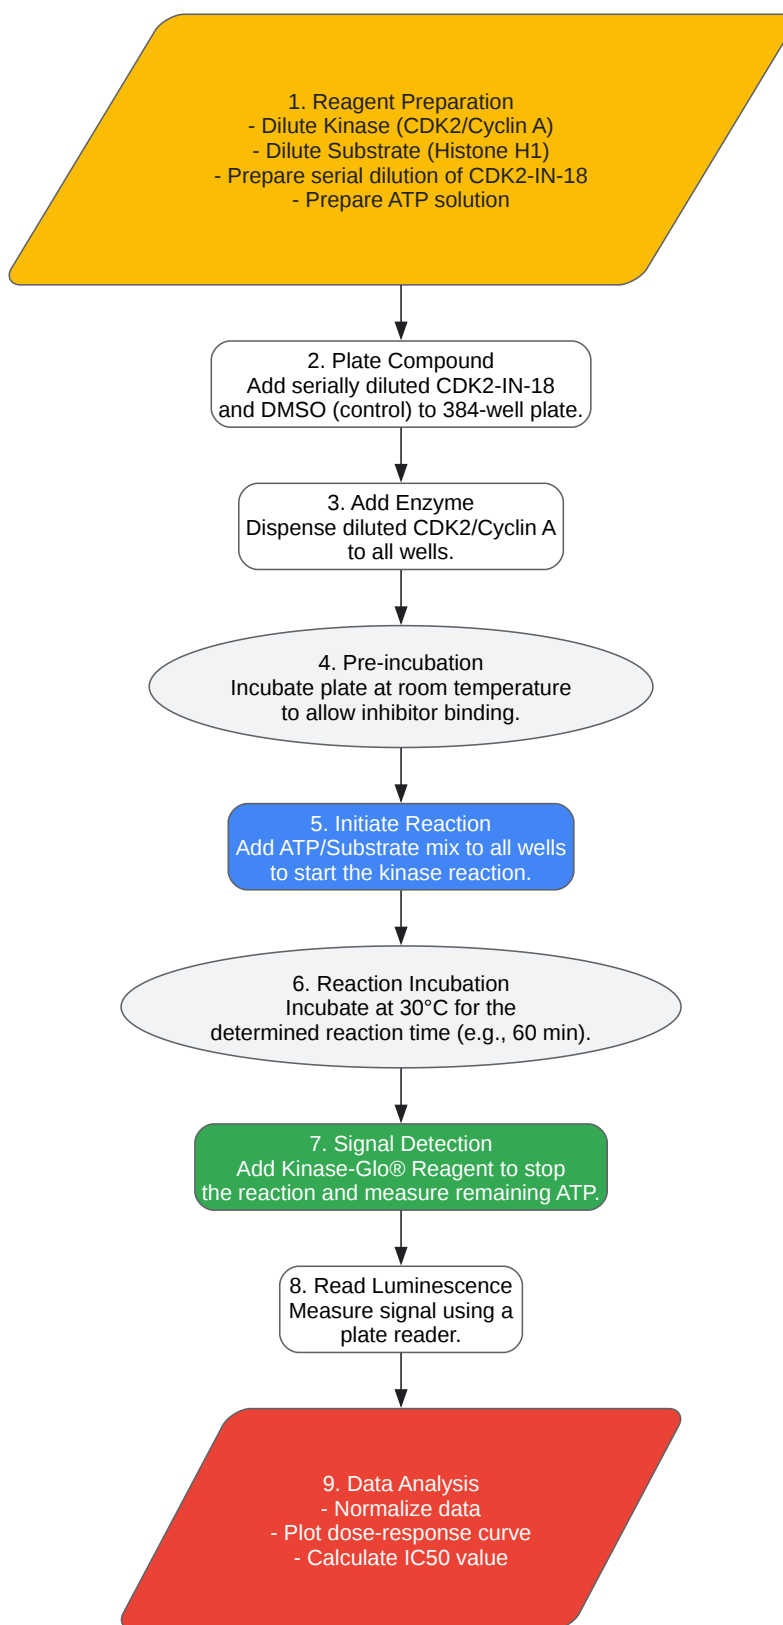 1. Reagent Preparation
- Dilute Kinase (CDK2/Cyclin A)
- Dilute Substrate (Histone H1)
- Prepare serial dilution of CDK2-IN-18
- Prepare ATP solution
2. Plate Compound
Add serially diluted CDK2-IN-18
and DMSO (control) to 384-well plate.
3. Add Enzyme
Dispense diluted CDK2/Cyclin A
to all wells.
4. Pre-incubation
Incubate plate at room temperature
to allow inhibitor binding.
5. Initiate Reaction
Add ATP/Substrate mix to all wells
to start the kinase reaction.
6. Reaction Incubation
Incubate at 30°C for the
determined reaction time (e.g., 60 min).
7. Signal Detection
Add Kinase-Glo® Reagent to stop
the reaction and measure remaining ATP.
8. Read Luminescence
Measure signal using a
plate reader.
9. Data Analysis
- Normalize data
- Plot dose-response curve
- Calculate IC50 value